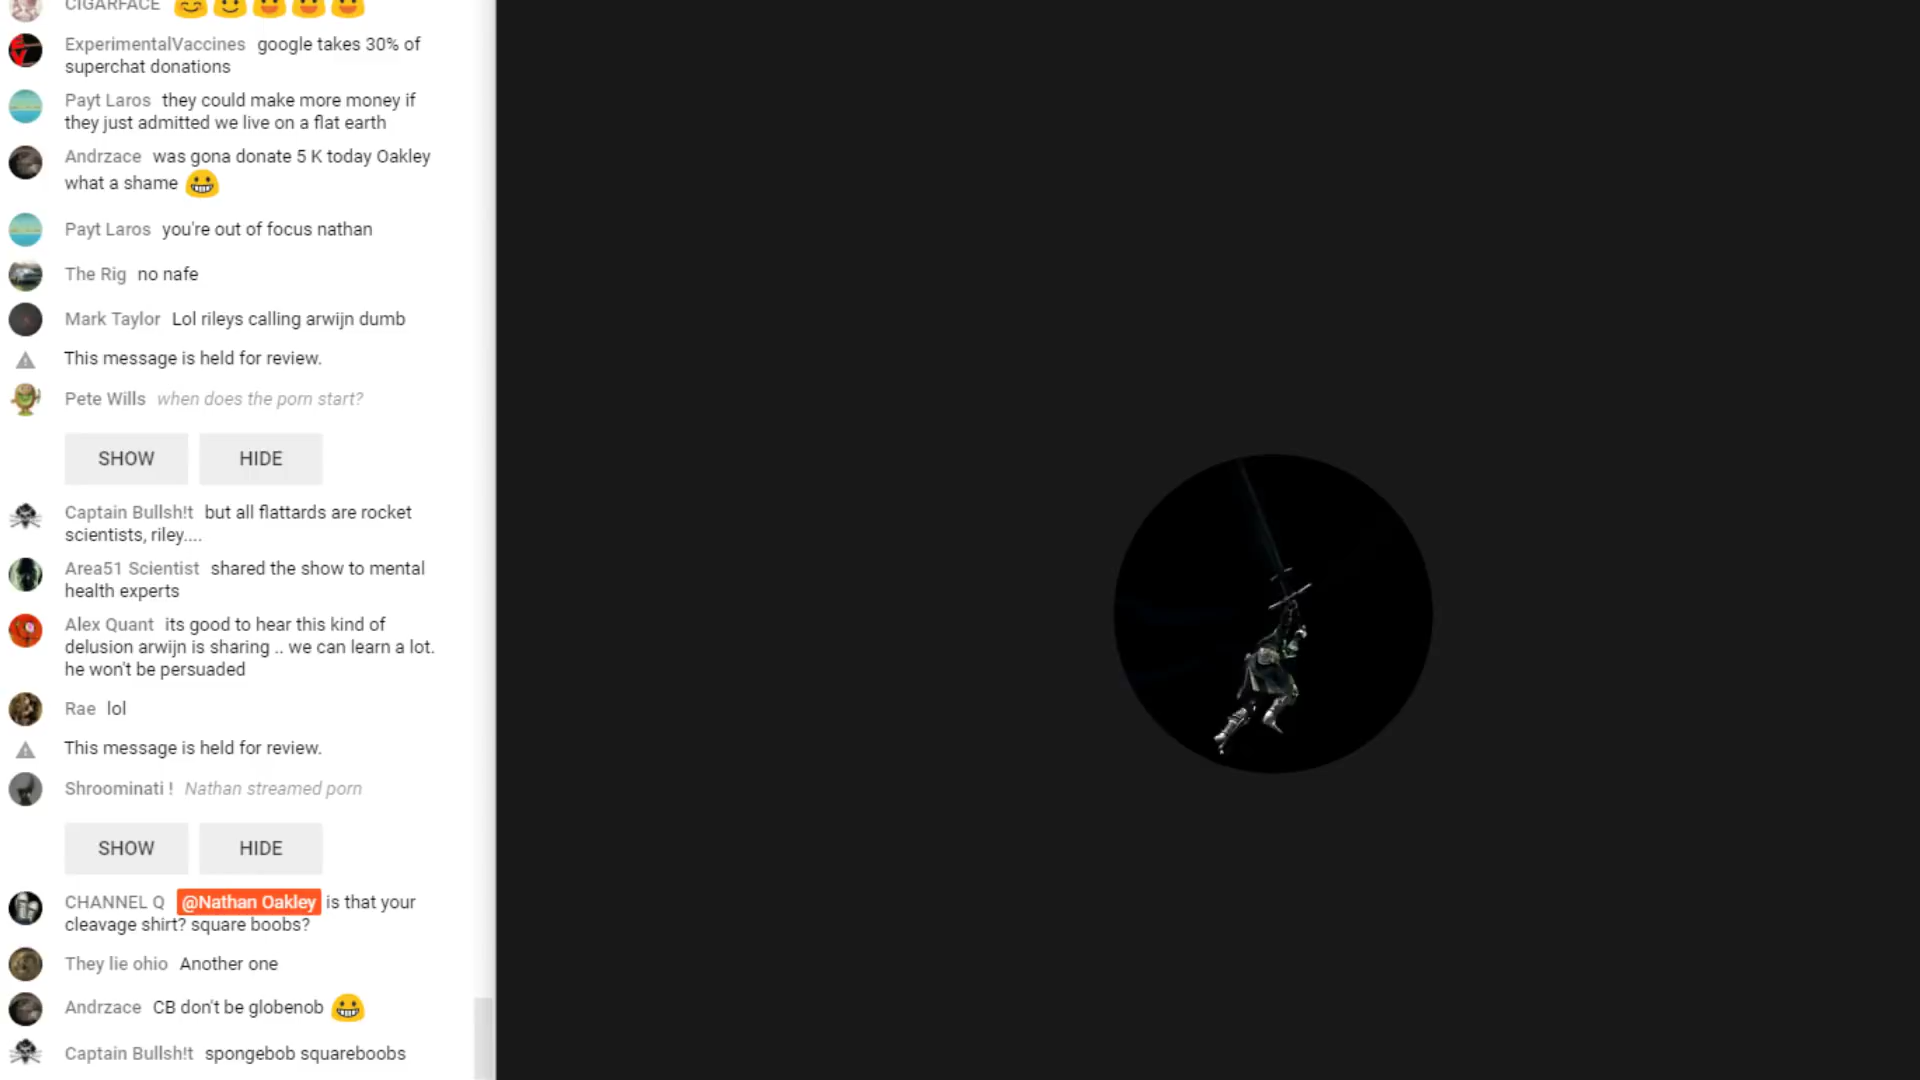 CIGARFACE
ExperimentalVaccines google takes 30% of
superchat donations
Payt Laros they could make more money if
they just admitted we live on a flat earth
Andrzace was gona donate 5 K today Oakley
what a shame
Payt Laros you're out of focus nathan
The Rig no nafe
Mark Taylor Lol rileys calling arwijn dumb
This message is held for review.
Pete Wills when does the porn start?
SHOW HIDE
Captain Bullsh!t but all flattards are rocket
scientists, riley....
Area51 Scientist shared the show to mental
health experts
Alex Quant its good to hear this kind of
delusion arwijn is sharing .. we can learn a lot.
he won't be persuaded
Rae lol
This message is held for review.
Shroominati ! Nathan streamed porn
SHOW HIDE
CHANNEL Q @Nathan Oakley is that your
cleavage shirt? square boobs?
They lie ohio Another one
Andrzace CB don't be globenob
Captain Bullsh!t spongebob squareboobs